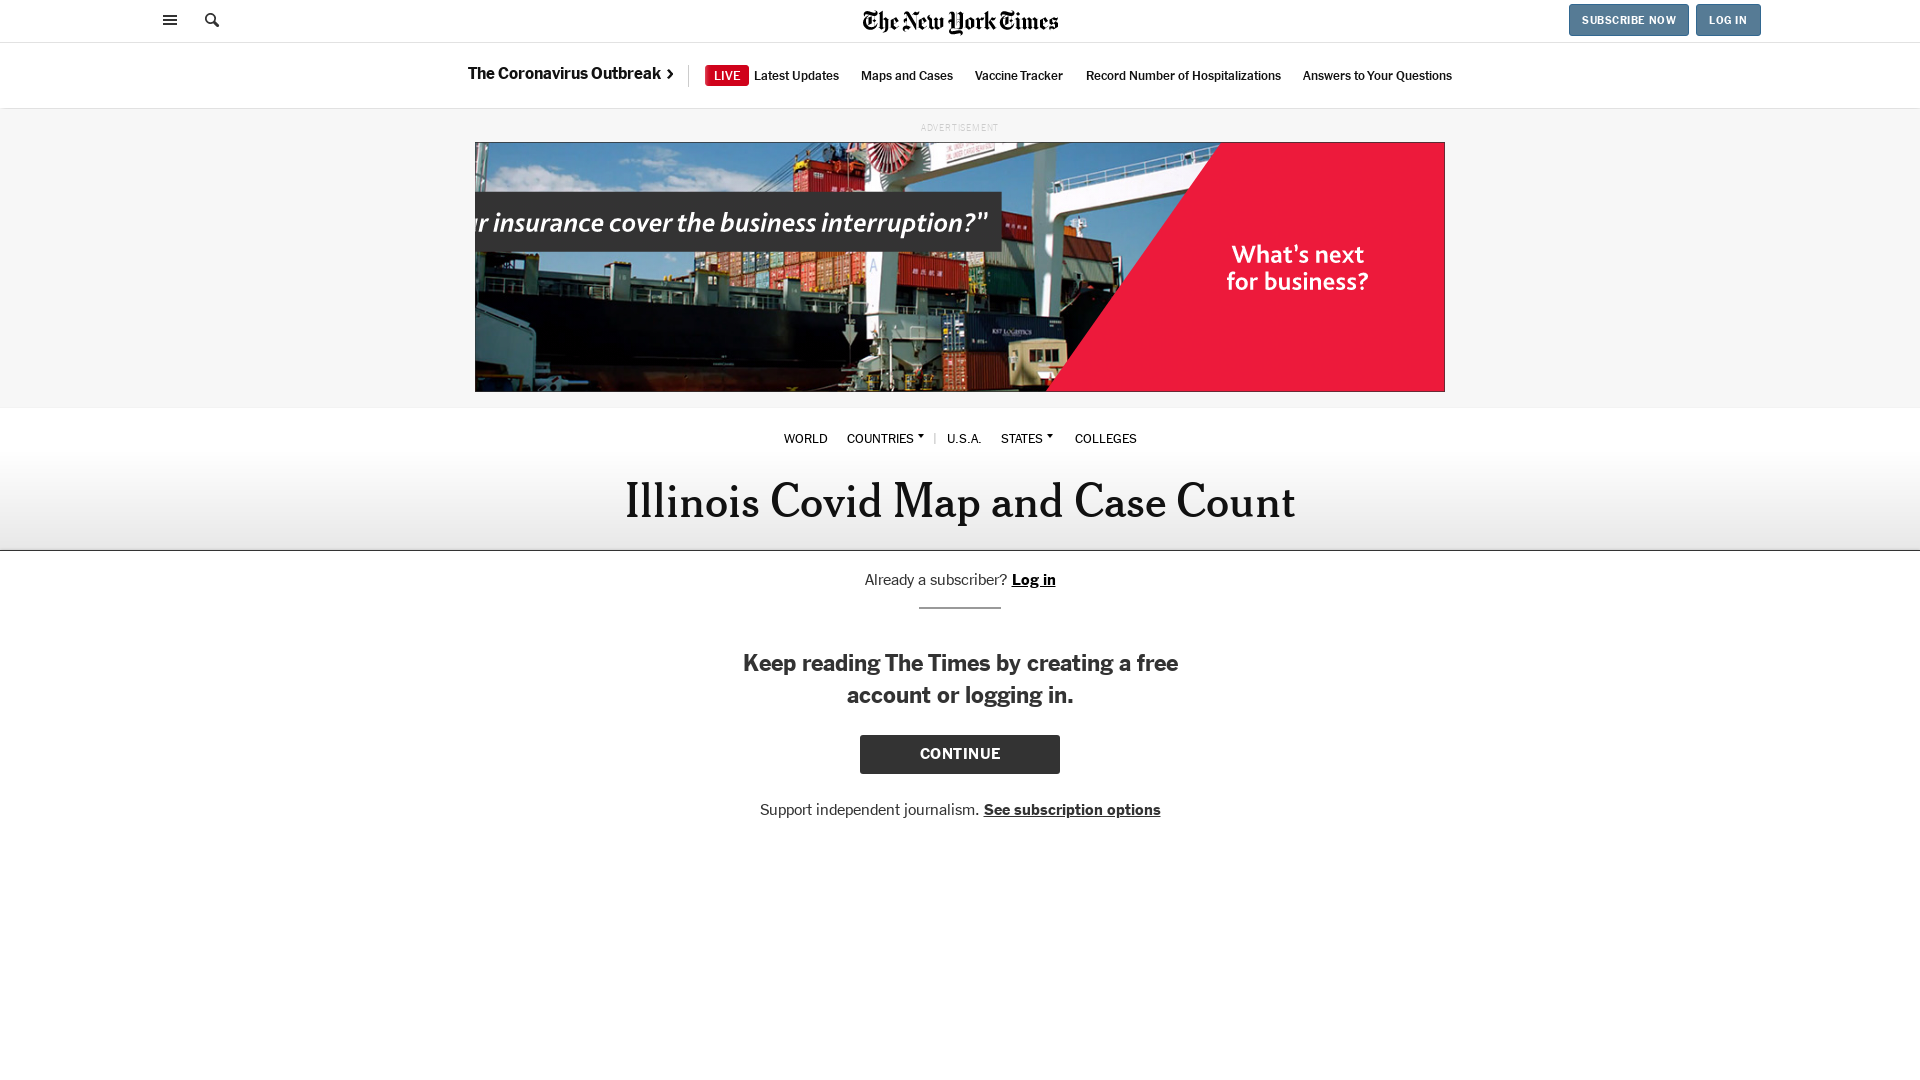 The New York Times
SUBSCRIBE NOW
LOG IN
The Coronavirus Outbreak
LIVE Latest Updates
Maps and Cases
Vaccine Tracker
Record Number of Hospitalizations
Answers to Your Questions
ADVERTISEMENT
insurance cover the business interruption?”
What’s next
for business?
WORLD COUNTRIES | U.S.A. STATES COLLEGES
Illinois Covid Map and Case Count
Already a subscriber? Log in
Keep reading The Times by creating a free
account or logging in.
CONTINUE
Support independent journalism. See subscription options